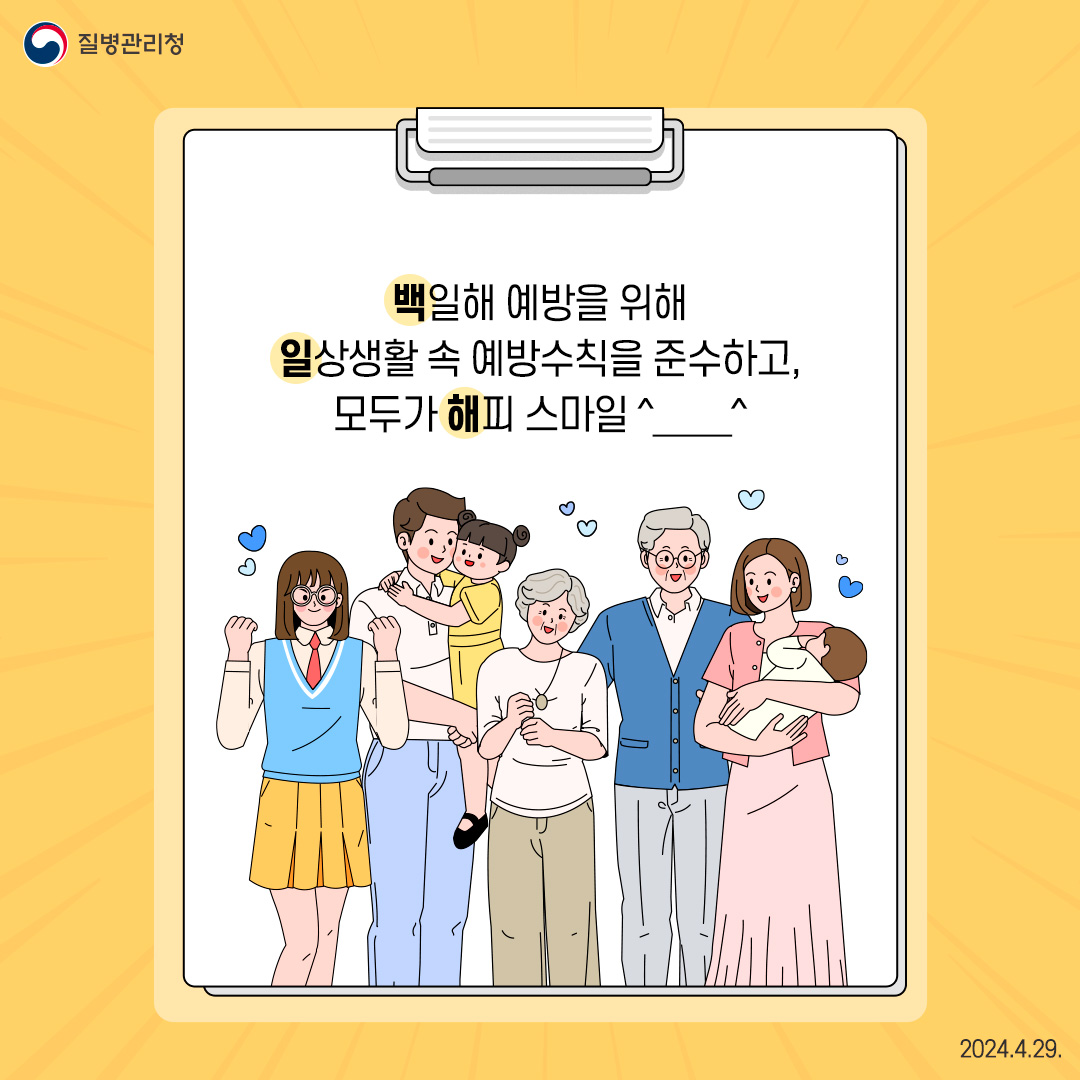 질병관리청
백일해 예방을 위해
일상생활 속 예방수칙을 준수하고,
모두가 해피 스마일 ^____^
2024.4.29.